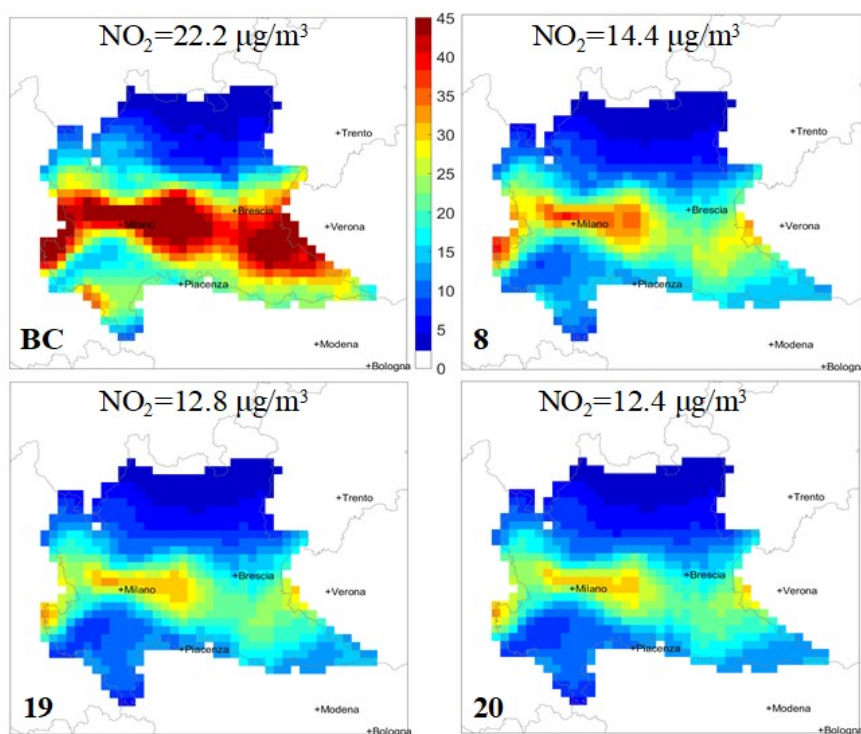 NO₂=22.2 μg/m³
45
40
35
30
25
20
15
10
5
0
+Trento
+Brescia
+Milano
+Verona
+Piacenza
+Modena
+Bologna
BC
NO₂=14.4 μg/m³
+Trento
+Brescia
+Milano
+Verona
+Piacenza
+Modena
+Bologn
8
NO₂=12.8 μg/m³
+Trento
+Brescia
+Milano
+Verona
+Piacenza
+Modena
+Bologna
19
NO₂=12.4 μg/m³
+Trento
+Brescia
+Milano
+Verona
+Piacenza
+Modena
+Bologn
20